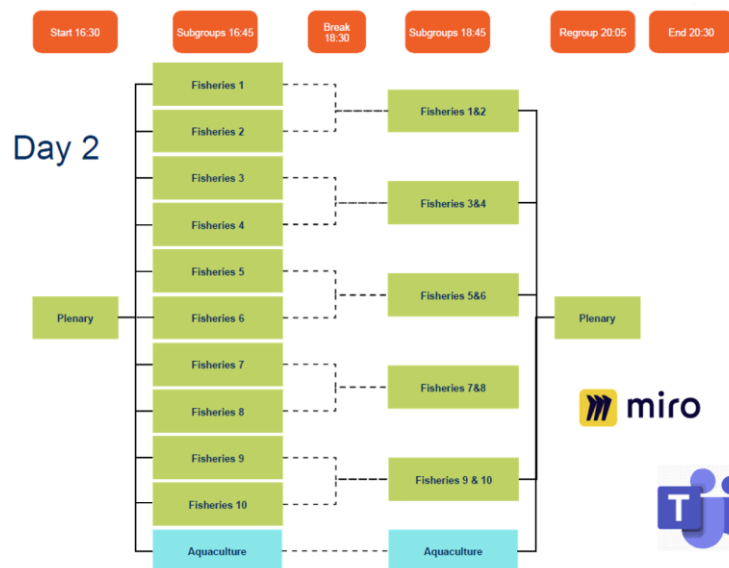 Start 16:30
Subgroups 16:45
Break
18:30
Subgroups 18:45
Regroup 20:05
End 20:30
Day 2
Plenary
Fisheries 1
Fisheries 2
Fisheries 3
Fisheries 4
Fisheries 5
Fisheries 6
Fisheries 7
Fisheries 8
Fisheries 9
Fisheries 10
Aquaculture
Fisheries 1&2
Fisheries 3&4
Fisheries 5&6
Fisheries 7&8
Fisheries 9 & 10
Aquaculture
Plenary
miro
T